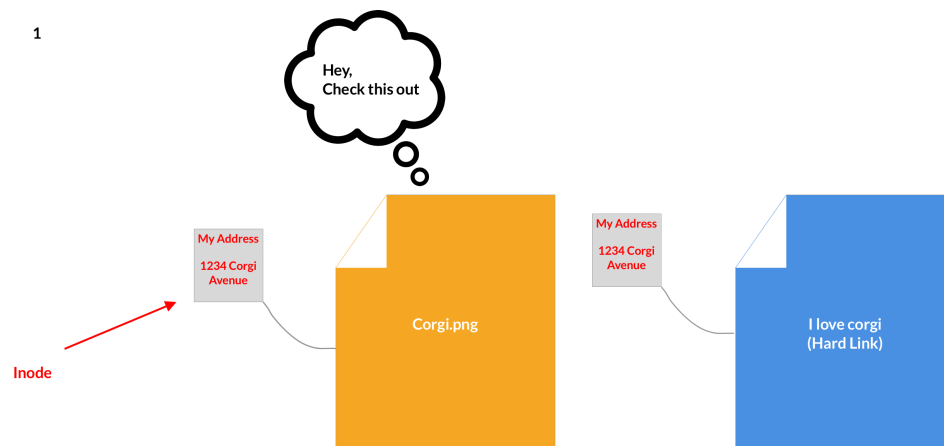 1
Hey,
Check this out
My Address
1234 Corgi
Avenue
My Address
1234 Corgi
Avenue
Corgi.png
I love corgi
(Hard Link)
Inode